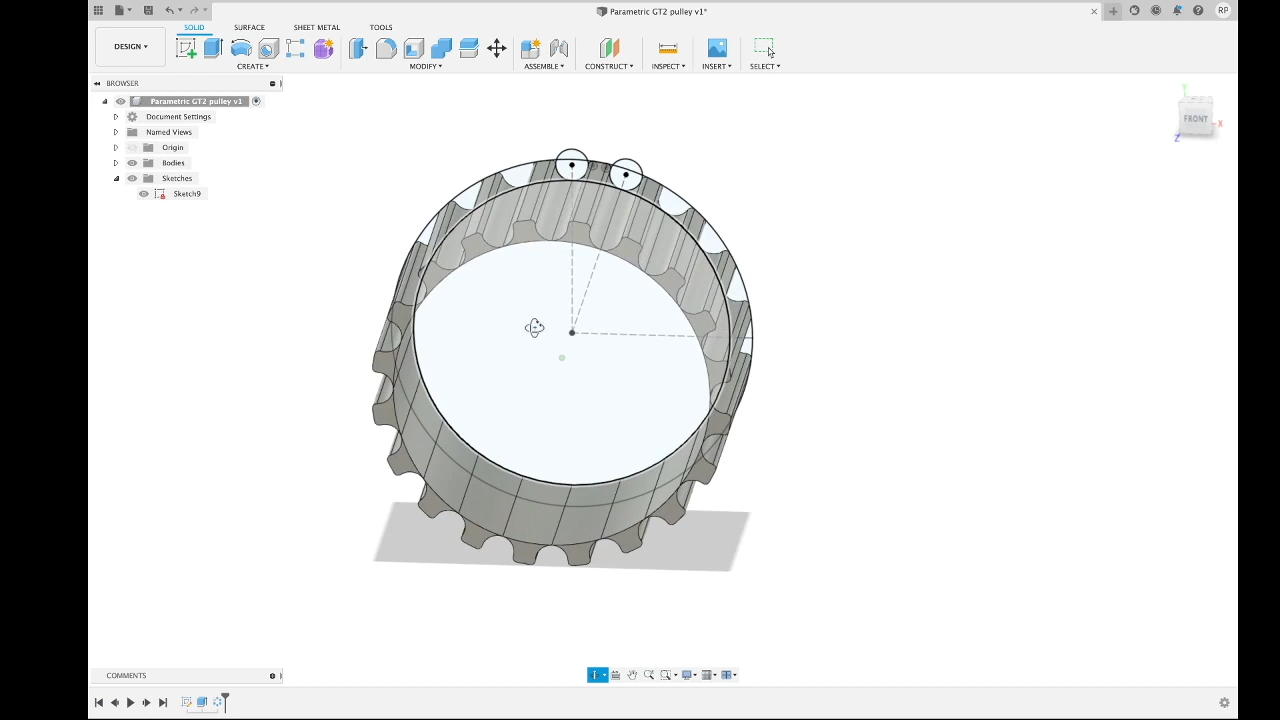 Parametric GT2 pulley v1*
RP
SOLID SURFACE SHEET METAL TOOLS
DESIGN
CREATE MODIFY ASSEMBLE CONSTRUCT INSPECT INSERT SELECT
BROWSER
Parametric GT2 pulley v1
Document Settings
Named Views
Origin
Bodies
Sketches
Sketch9
Y
FRONT
X
Z
COMMENTS